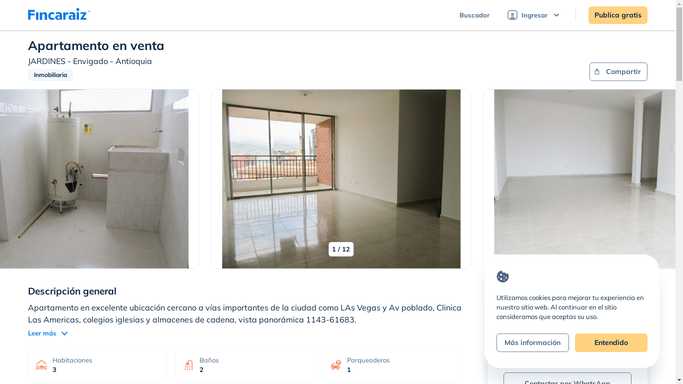 Fincaraiz
Buscador
Ingresar
Publica gratis
Apartamento en venta
JARDINES - Envigado - Antioquia
Inmobiliaria
Compartir
1 / 12
Descripción general
Apartamento en excelente ubicación cercano a vías importantes de la ciudad como LAs Vegas y Av poblado, Clinica
Las Americas, colegios iglesias y almacenes de cadena, vista panorámica 1143-61683,
Leer más
Habitaciones
3
Baños
2
Parqueaderos
1
Utilizamos cookies para mejorar tu experiencia en
nuestro sitio web. Al continuar en el sitio
consideramos que aceptas su uso.
Más información
Entendido
Contactar por WhatsApp